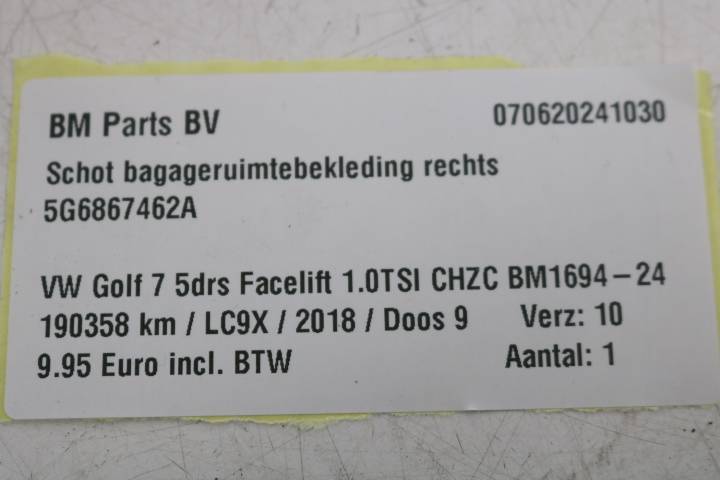 BM Parts BV 070620241030
Schot bagageruimtebekleding rechts
5G6867462A
VW Golf 7 5drs Facelift 1.0TSI CHZC BM1694-24
190358 km / LC9X / 2018 / Doos 9 Verz: 10
9.95 Euro incl. BTW Aantal: 1